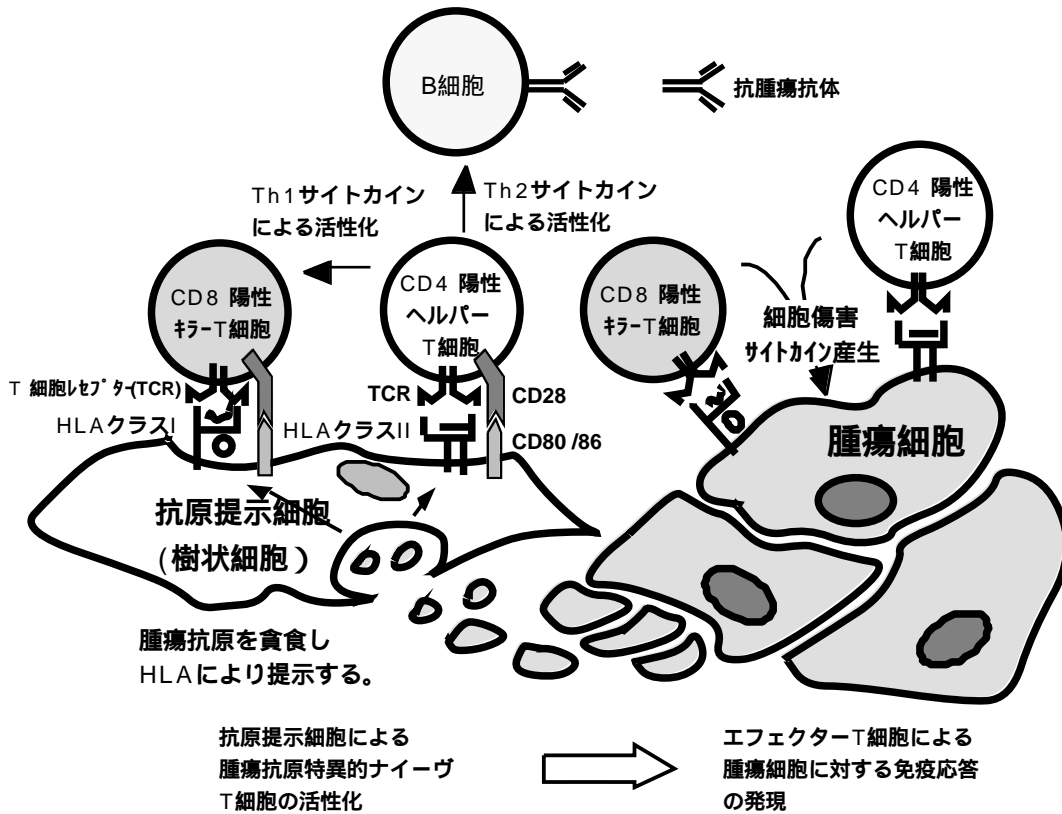 B細胞
抗腫瘍抗体
Th1サイトカイン
による活性化
Th2サイトカイン
による活性化
CD4 陽性
ヘルパー
T細胞
CD8 陽性
ｷﾗｰT細胞
CD4 陽性
ヘルパー
T細胞
CD8 陽性
ｷﾗｰT細胞
細胞傷害
ｻｲﾄｶｲﾝ産生
T 細胞ﾚｾﾌﾟﾀｰ(TCR)
TCR
CD28
HLAクラスI
HLAクラスII
CD80 /86
腫瘍細胞
抗原提示細胞
(樹状細胞)
腫瘍抗原を貪食し
HLAにより提示する。
抗原提示細胞による
腫瘍抗原特異的ナイーヴ
T細胞の活性化
エフェクターT細胞による
腫瘍細胞に対する免疫応答
の発現